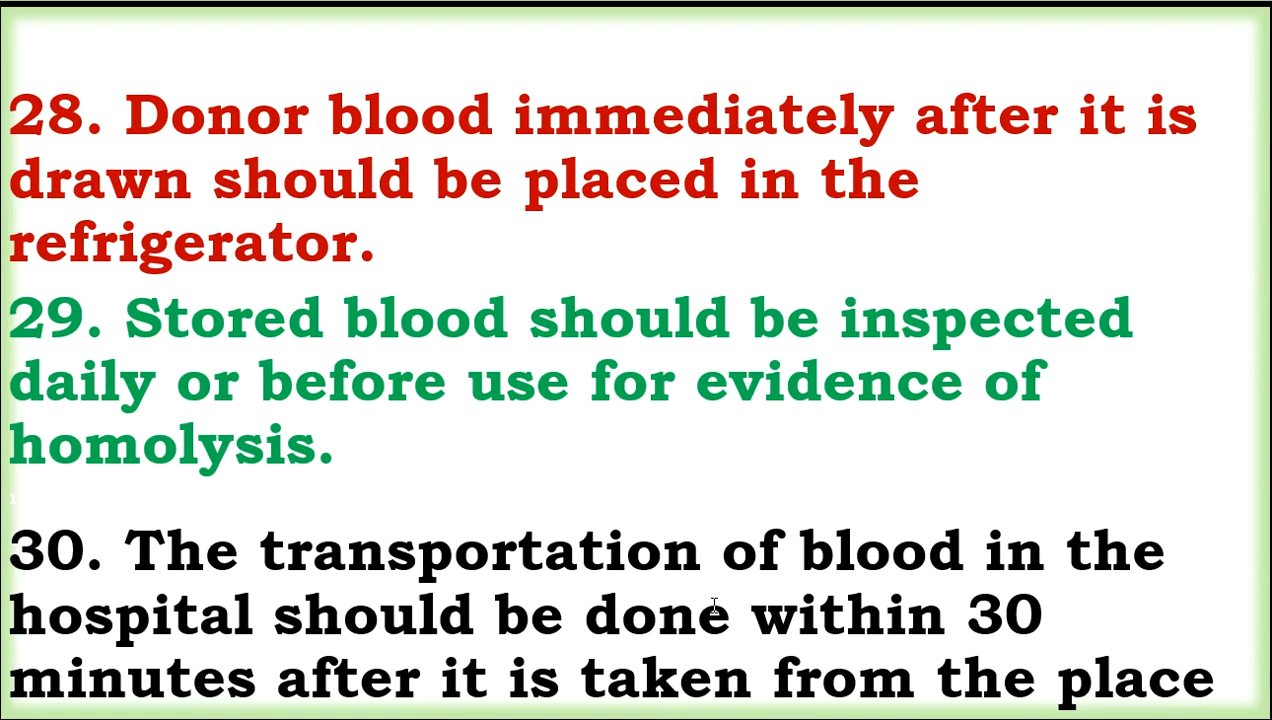 28. Donor blood immediately after it is
drawn should be placed in the
refrigerator.
29. Stored blood should be inspected
daily or before use for evidence of
homolysis.
1
30. The transportation of blood in the
hospital should be done within 30
minutes after it is taken from the place